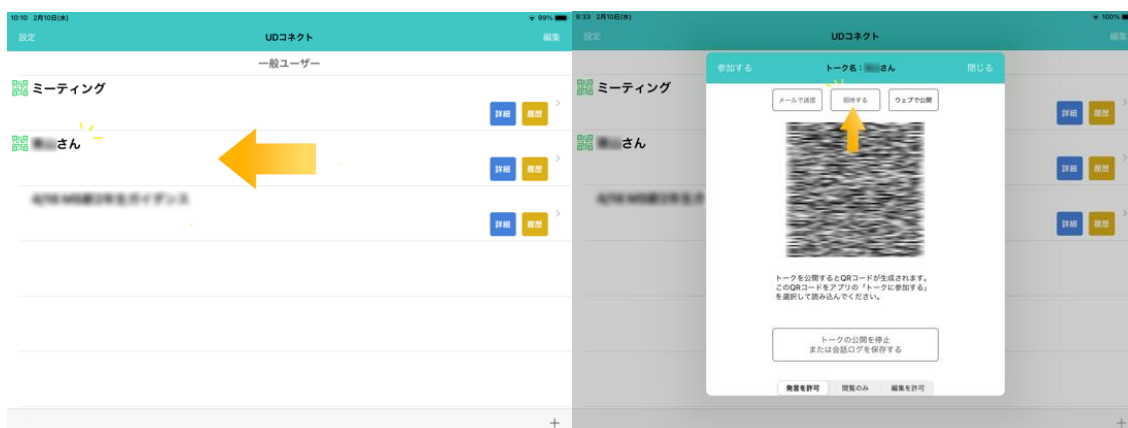 10:10 2月10日(水)
99%
設定
UDコネクト
編集
一般ユーザー
ミーティング
詳細
履歴
さん
詳細
履歴
詳細
履歴
+
9:33 2月10日(水)
100%
設定
UDコネクト
編集
参加する
トーク名: さん
閉じる
メールで送信
招待する
ウェブで公開
トークを公開するとQRコードが生成されます。
このQRコードをアプリの「トークに参加する」
を選択して読み込んでください。
トークの公開を停止
または会話ログを保存する
発言を許可
閲覧のみ
編集を許可
ミーティング
詳細
履歴
さん
詳細
履歴
詳細
履歴
+